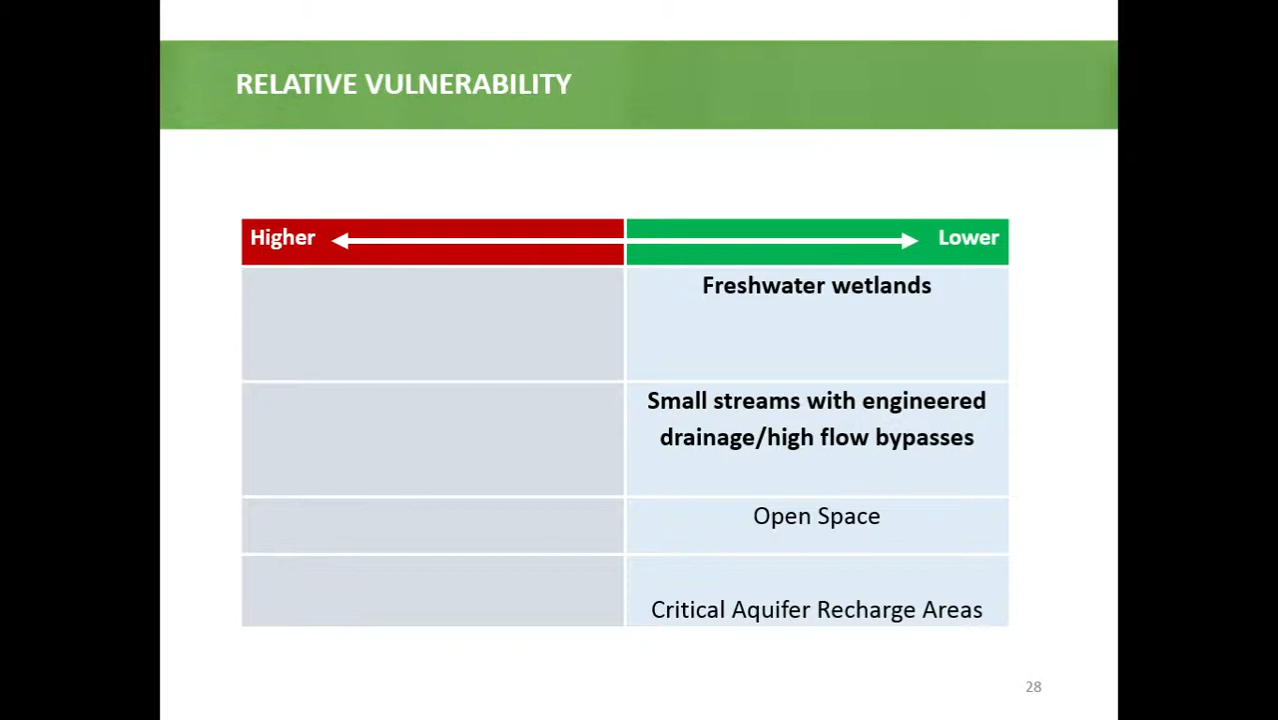 RELATIVE VULNERABILITY
Higher
Lower
Freshwater wetlands
Small streams with engineered
drainage/high flow bypasses
Open Space
Critical Aquifer Recharge Areas
28